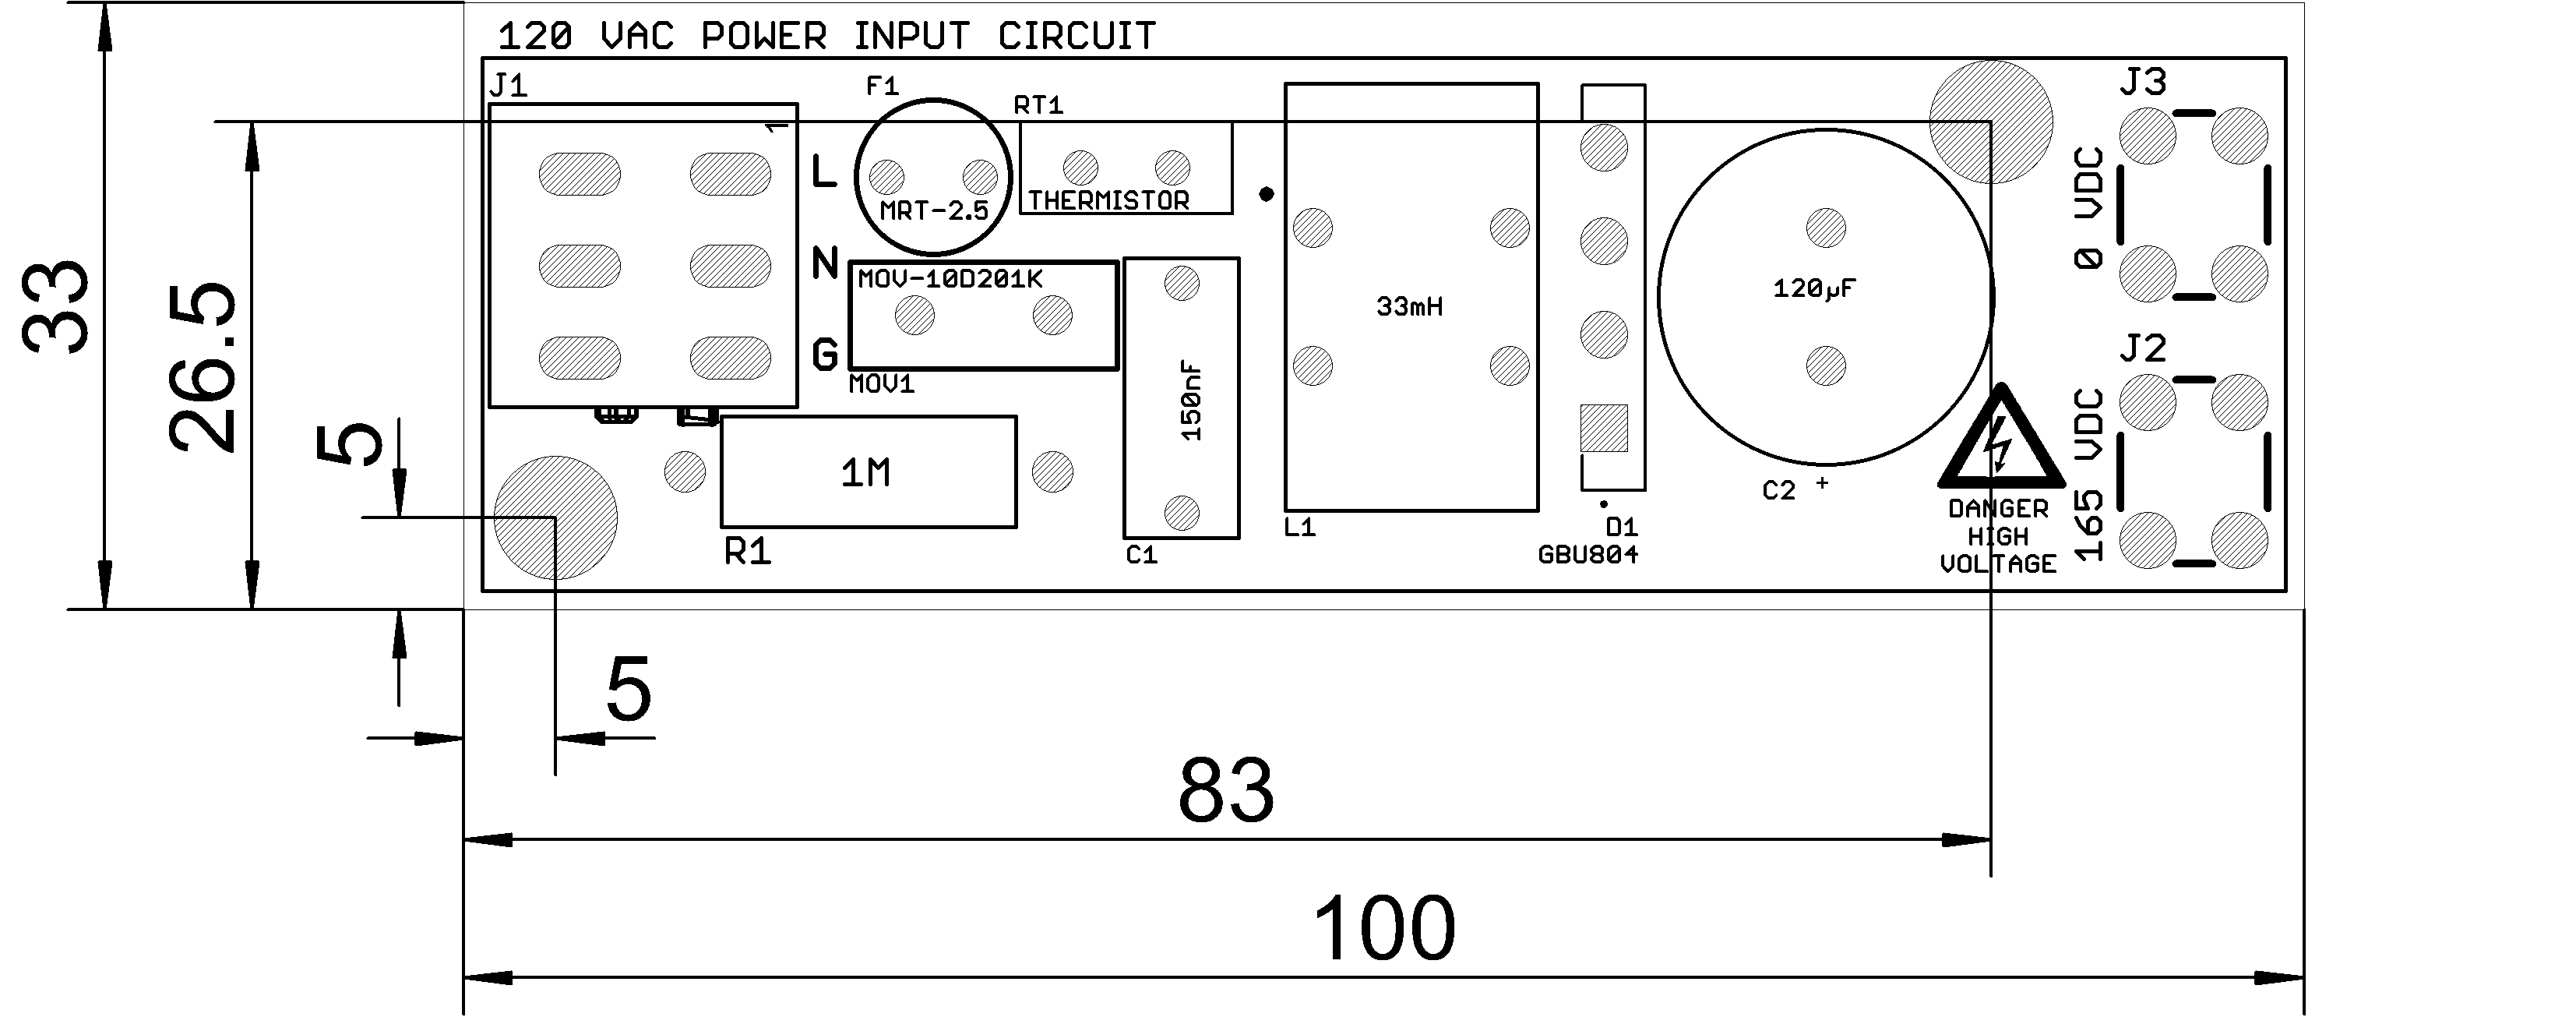 120 VAC POWER INPUT CIRCUIT
J1
1
F1
RT1
J3
L
MRT-2.5
THERMISTOR
0 VDC
N
MOV-10D201K
33mH
120µF
G
MOV1
150nF
J2
165 VDC
1M
R1
C1
L1
D1
GBU804
C2 +
DANGER
HIGH
VOLTAGE
33
26.5
5
5
83
100